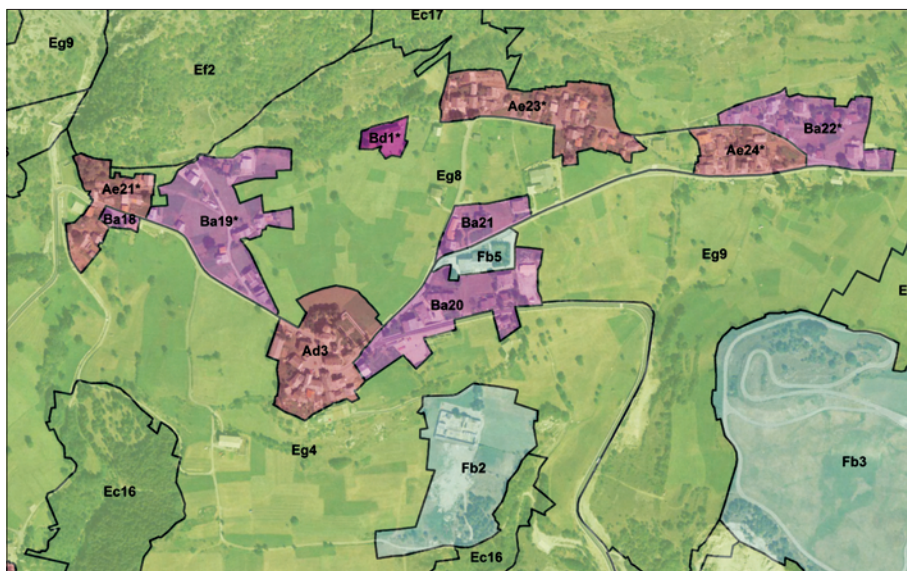 Ec17
Eg9
Ef2
Ae23*
Ba22*
Bd1*
Ae24*
Eg8
Ae21*
Ba18
Ba19*
Ba21
Fb5
Eg9
E
Ba20
Ad3
Eg4
Fb2
Fb3
Ec16
Ec16